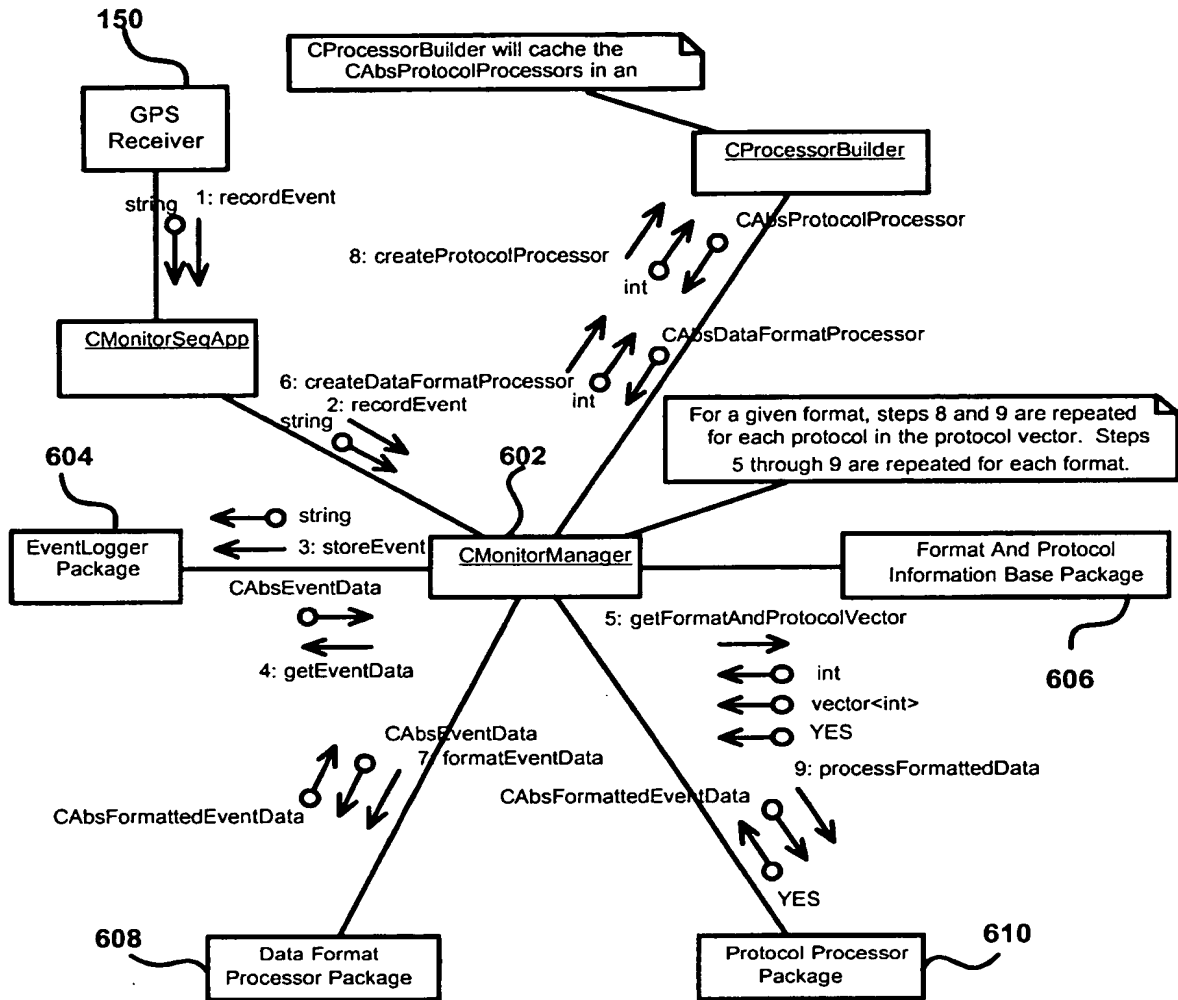 150
CProcessorBuilder will cache the
CAbsProtocolProcessors in an
GPS
Receiver
CProcessorBuilder
string
1: recordEvent
CAbsProtocolProcessor
8: createProtocolProcessor
int
CMonitorSeqApp
CAbsDataFormatProcessor
6: createDataFormatProcessor
int
2: recordEvent
string
For a given format, steps 8 and 9 are repeated
for each protocol in the protocol vector. Steps
5 through 9 are repeated for each format.
604
602
string
3: storeEvent
EventLogger
Package
CMonitorManager
Format And Protocol
Information Base Package
CAbsEventData
4: getEventData
5: getFormatAndProtocolVector
int
vector<int>
YES
606
CAbsEventData
7: formatEventData
CAbsFormattedEventData
9: processFormattedData
CAbsFormattedEventData
YES
608
Data Format
Processor Package
Protocol Processor
Package
610